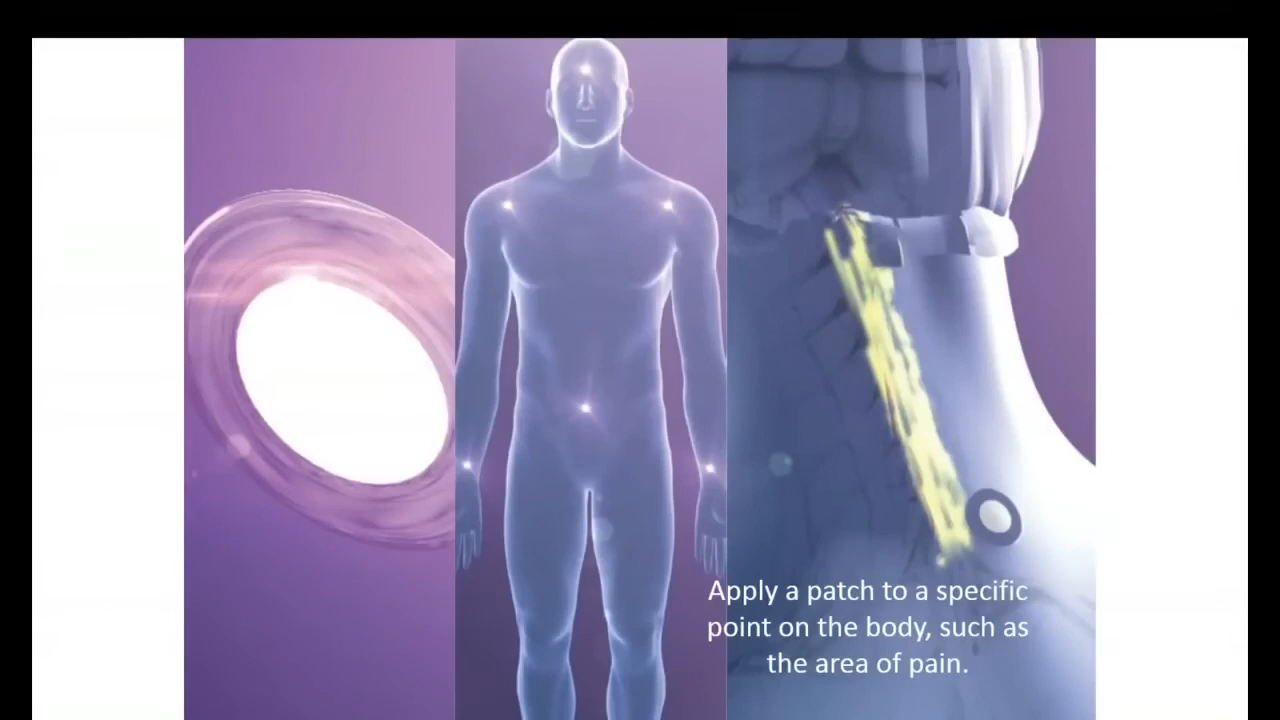 Apply a patch to a specific
point on the body, such as
the area of pain.